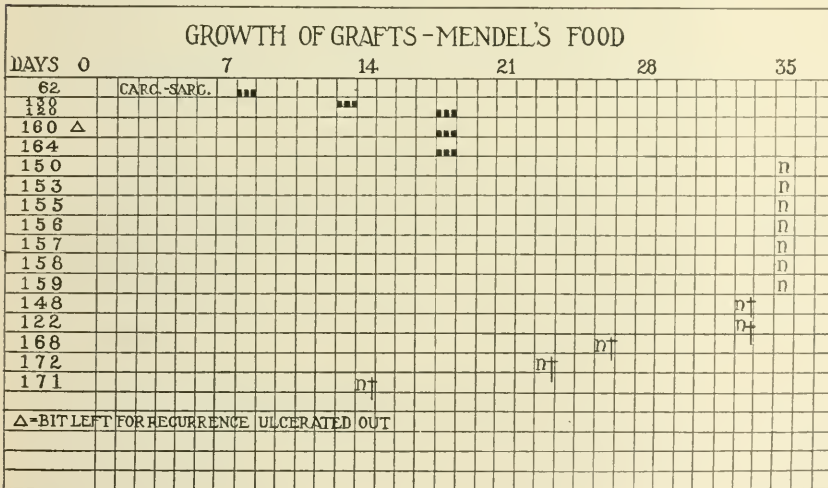 GROWTH OF GRAFTS-MENDEL'S FOOD
DAYS 0 7 14 21 28 35
62 CARC.-SARC.
130
120
160 △
164
150 n
153 n
155 n
156 n
157 n
158 n
159 n
148 n†
122 n†
168 n†
172 n†
171 n†
△=BIT LEFT FOR RECURRENCE ULCERATED OUT